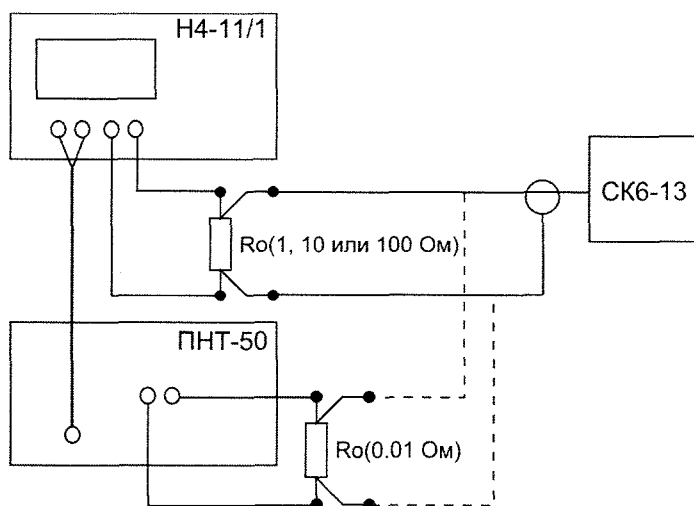 Н4-11/1
СК6-13
Ro(1, 10 или 100 Ом)
ПНТ-50
Ro(0.01 Ом)